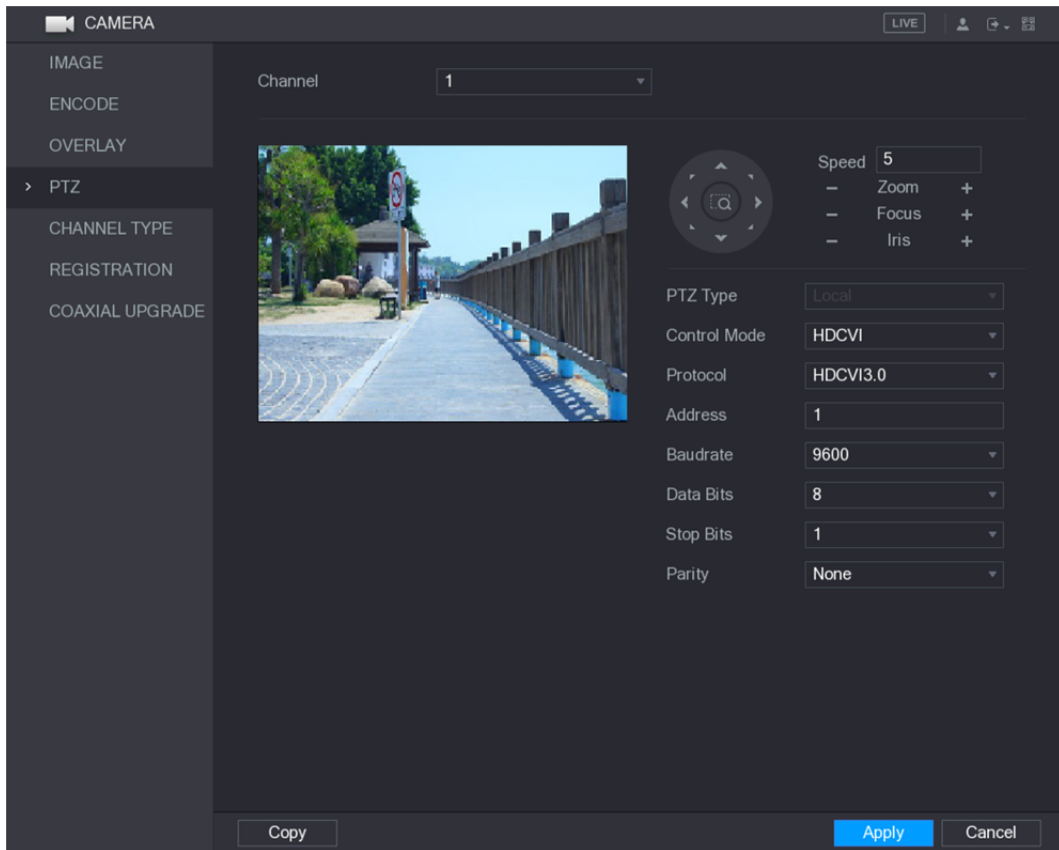 CAMERA
LIVE
IMAGE
ENCODE
OVERLAY
PTZ
CHANNEL TYPE
REGISTRATION
COAXIAL UPGRADE
Channel 1
Speed 5
− Zoom +
− Focus +
− Iris +
PTZ Type Local
Control Mode HDCVI
Protocol HDCVI3.0
Address 1
Baudrate 9600
Data Bits 8
Stop Bits 1
Parity None
Copy
Apply
Cancel